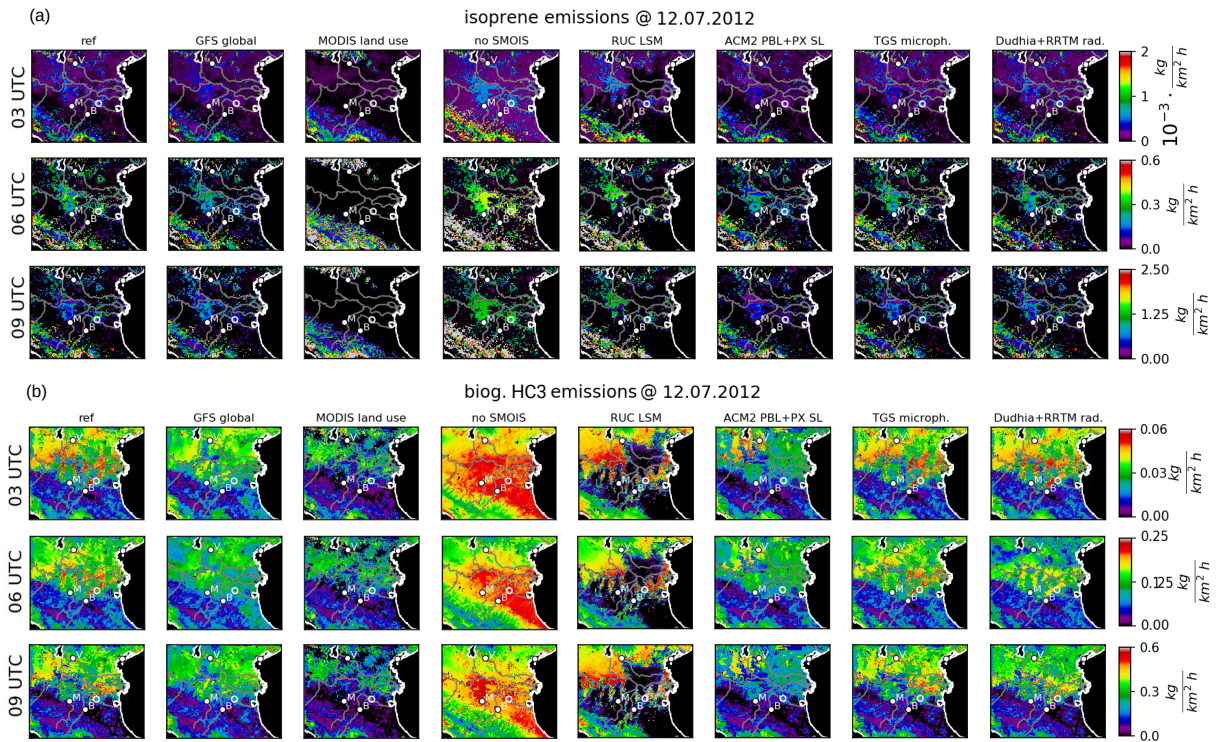 (a)
isoprene emissions @ 12.07.2012
ref GFS global MODIS land use no SMOIS RUC LSM ACM2 PBL+PX SL TGS microph. Dudhia+RRTM rad.
03 UTC
V M B
2
1
0
10⁻³ · kg / km² h
06 UTC
V M B
0.6
0.3
0.0
kg / km² h
09 UTC
V M B
2.50
1.25
0.00
kg / km² h
(b)
biog. HC3 emissions @ 12.07.2012
ref GFS global MODIS land use no SMOIS RUC LSM ACM2 PBL+PX SL TGS microph. Dudhia+RRTM rad.
03 UTC
V M B
0.06
0.03
0.00
kg / km² h
06 UTC
V M B
0.25
0.125
0.00
kg / km² h
09 UTC
V M B
0.6
0.3
0.0
kg / km² h